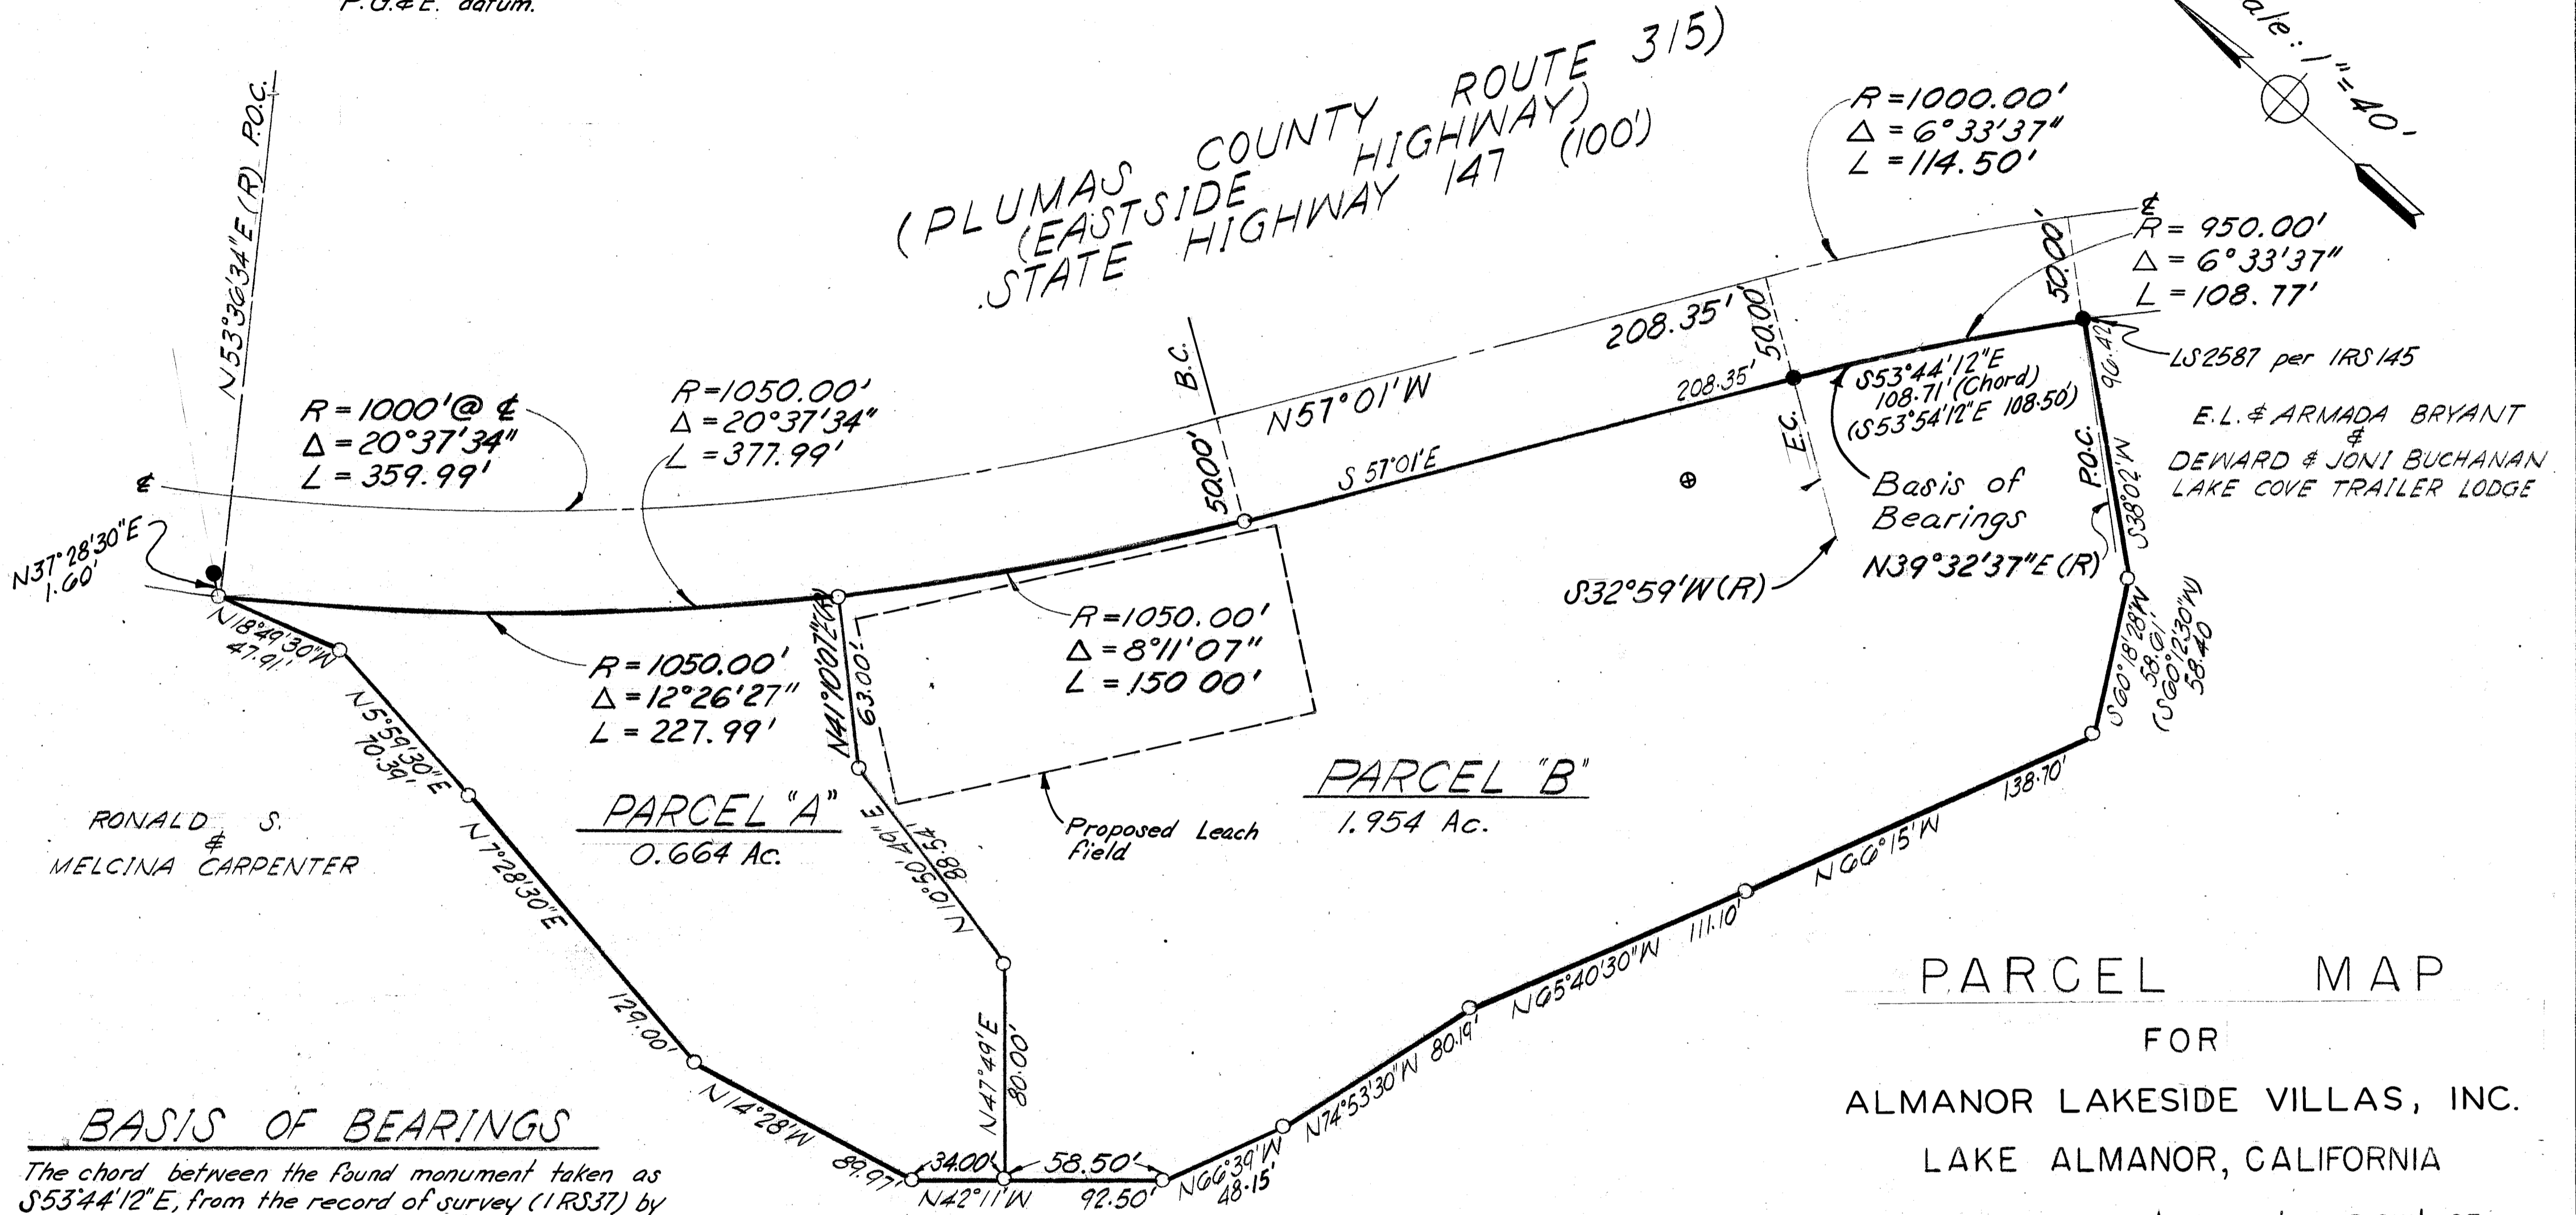 P.G.&E. datum.
ale: 1"=40'
(PLUMAS COUNTY ROUTE 315)
(EASTSIDE HIGHWAY)
STATE HIGHWAY 147 (100')
N53°36'34"E (R) P.O.C.
R=1000'@ ℄
Δ = 20°37'34"
L = 359.99'
R=1050.00'
Δ = 20°37'34"
L = 377.99'
℄
N37°28'30"E
1.60'
B.C.
50.00'
N57°01'W
208.35'
50.00'
R=1000.00'
Δ = 6°33'37"
L = 114.50'
℄
50.00'
R= 950.00'
Δ = 6°33'37"
L = 108.77'
S 57°01'E
208.35'
E.C.
S53°44'12"E
108.71' (Chord)
(S53°54'12"E 108.50')
Basis of
Bearings
S32°59'W (R)
96.42'
S38°02'W
P.O.C.
N39°32'37"E (R)
LS2587 per 1RS145
E.L. & ARMADA BRYANT
&
DEWARD & JONI BUCHANAN
LAKE COVE TRAILER LODGE
N18°49'30"W
47.91'
N5°59'30"E
70.39'
N7°28'30"E
129.00'
R=1050.00'
Δ=12°26'27"
L = 227.99'
N41°10'07"E(R)
63.00'
R=1050.00'
Δ=8°11'07"
L = 150 00'
N10°50'49"E
88.54'
PARCEL "A"
0.664 Ac.
Proposed Leach
field
PARCEL "B"
1.954 Ac.
S60°18'28"W
58.61'
(S60°12'30"W)
58.40
138.70'
N66°15'W
111.10'
N65°40'30"W
80.19'
N74°53'30"W
N66°39'W
48.15'
RONALD S.
&
MELCINA CARPENTER
N47°49'E
80.00'
N14°28'W
89.97'
34.00'
58.50'
N42°11'W
92.50'
BASIS OF BEARINGS
The chord between the found monument taken as
S53°44'12"E, from the record of survey (1RS37) by
PARCEL MAP
FOR
ALMANOR LAKESIDE VILLAS, INC.
LAKE ALMANOR, CALIFORNIA